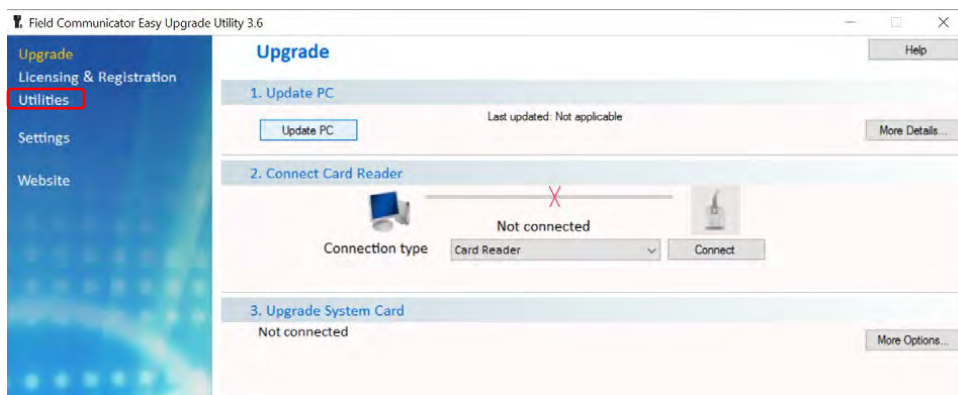 Field Communicator Easy Upgrade Utility 3.6
Upgrade
Licensing & Registration
Utilities
Settings
Website
Upgrade
Help
1. Update PC
Last updated: Not applicable
Update PC
More Details...
2. Connect Card Reader
Not connected
Connection type
Card Reader
Connect
3. Upgrade System Card
Not connected
More Options...